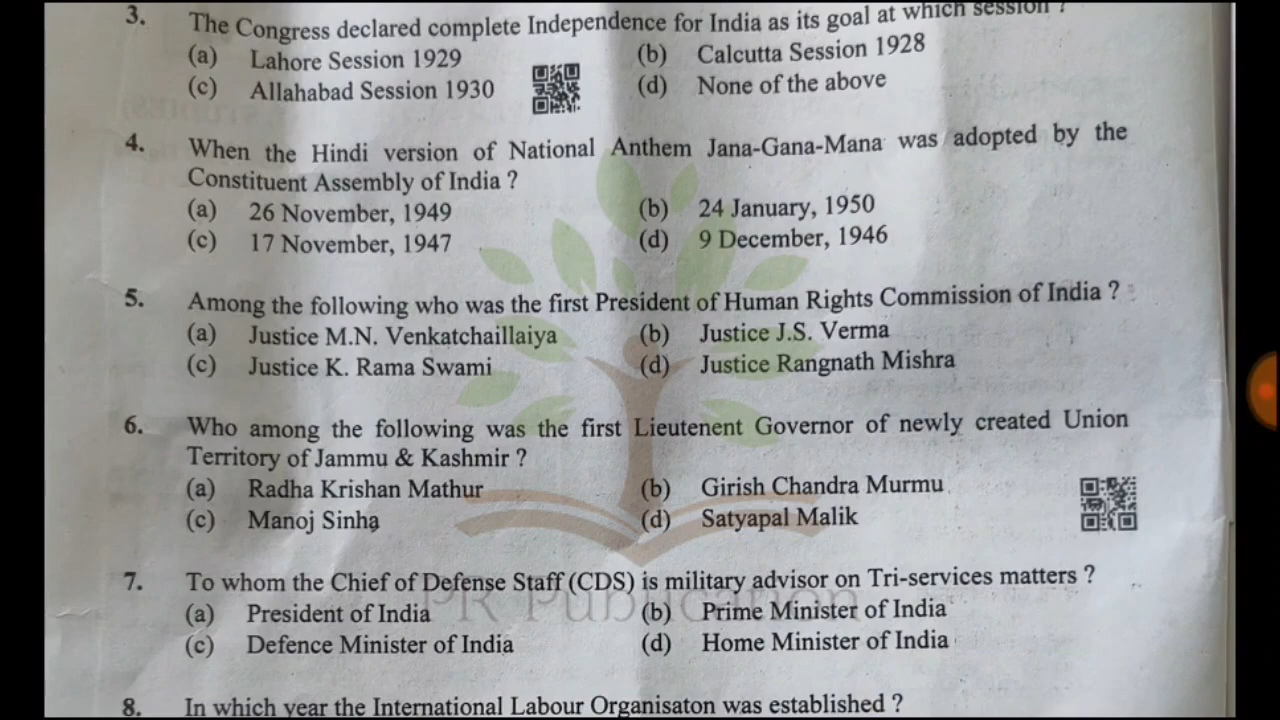 3. The Congress declared complete Independence for India as its goal at which session ?
(a) Lahore Session 1929 (b) Calcutta Session 1928
(c) Allahabad Session 1930 (d) None of the above
4. When the Hindi version of National Anthem Jana-Gana-Mana was adopted by the
Constituent Assembly of India ?
(a) 26 November, 1949 (b) 24 January, 1950
(c) 17 November, 1947 (d) 9 December, 1946
5. Among the following who was the first President of Human Rights Commission of India ?
(a) Justice M.N. Venkatchaillaiya (b) Justice J.S. Verma
(c) Justice K. Rama Swami (d) Justice Rangnath Mishra
6. Who among the following was the first Lieutenent Governor of newly created Union
Territory of Jammu & Kashmir ?
(a) Radha Krishan Mathur (b) Girish Chandra Murmu
(c) Manoj Sinha (d) Satyapal Malik
7. To whom the Chief of Defense Staff (CDS) is military advisor on Tri-services matters ?
PR Publication
(a) President of India (b) Prime Minister of India
(c) Defence Minister of India (d) Home Minister of India
8. In which year the International Labour Organisaton was established ?